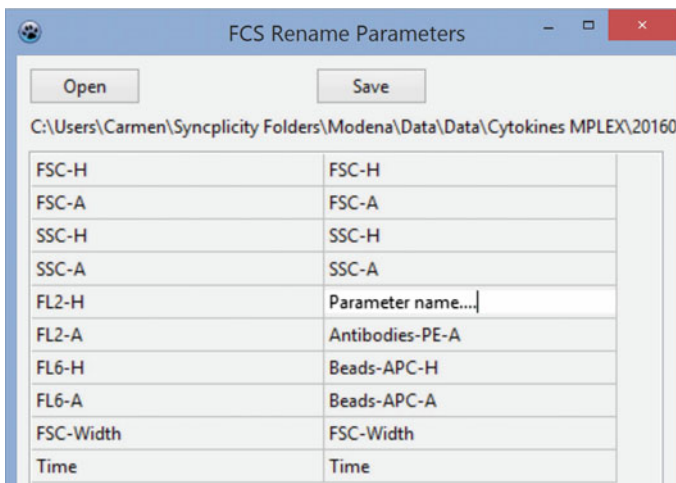 FCS Rename Parameters
Open Save
C:\Users\Carmen\Syncplicity Folders\Modena\Data\Data\Cytokines MPLEX\20160
FSC-H FSC-H
FSC-A FSC-A
SSC-H SSC-H
SSC-A SSC-A
FL2-H Parameter name....
FL2-A Antibodies-PE-A
FL6-H Beads-APC-H
FL6-A Beads-APC-A
FSC-Width FSC-Width
Time Time